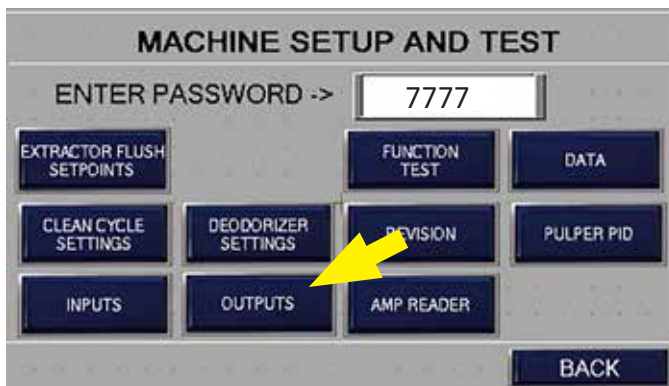 MACHINE SETUP AND TEST
ENTER PASSWORD -> 7777
EXTRACTOR FLUSH
SETPOINTS
FUNCTION
TEST
DATA
CLEAN CYCLE
SETTINGS
DEODORIZER
SETTINGS
REVISION
PULPER PID
INPUTS
OUTPUTS
AMP READER
BACK